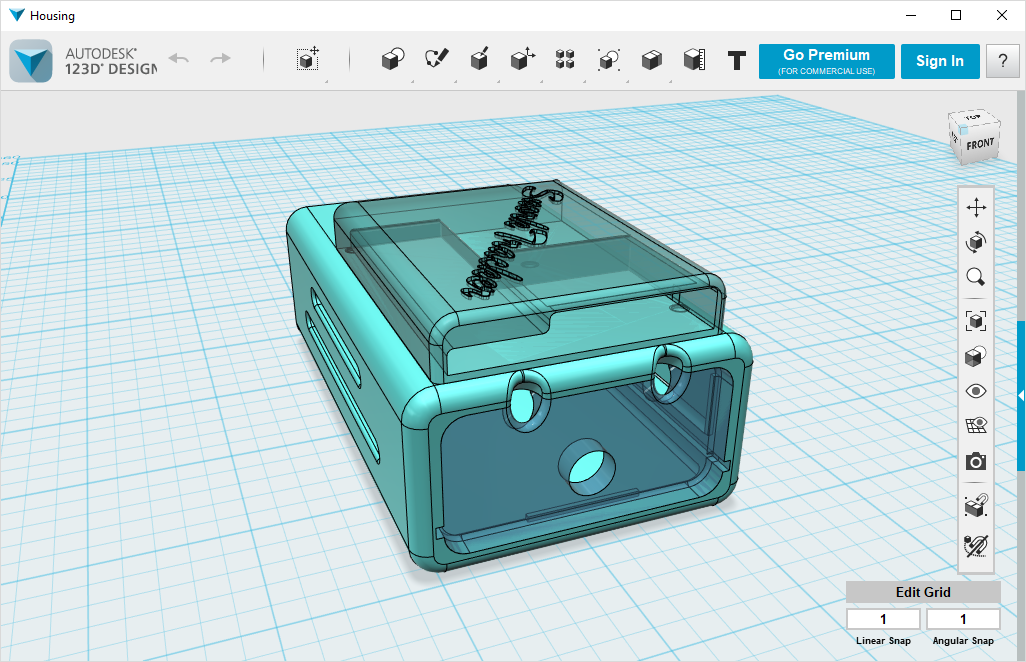 Housing
AUTODESK®
123D® DESIGN
Go Premium
(FOR COMMERCIAL USE)
Sign In
?
TOP
FRONT
Edit Grid
1
1
Linear Snap
Angular Snap